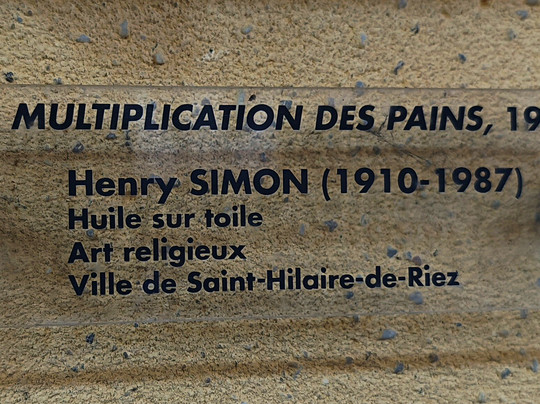 MULTIPLICATION DES PAINS, 19
Henry SIMON (1910-1987)
Huile sur toile
Art religieux
Ville de Saint-Hilaire-de-Riez